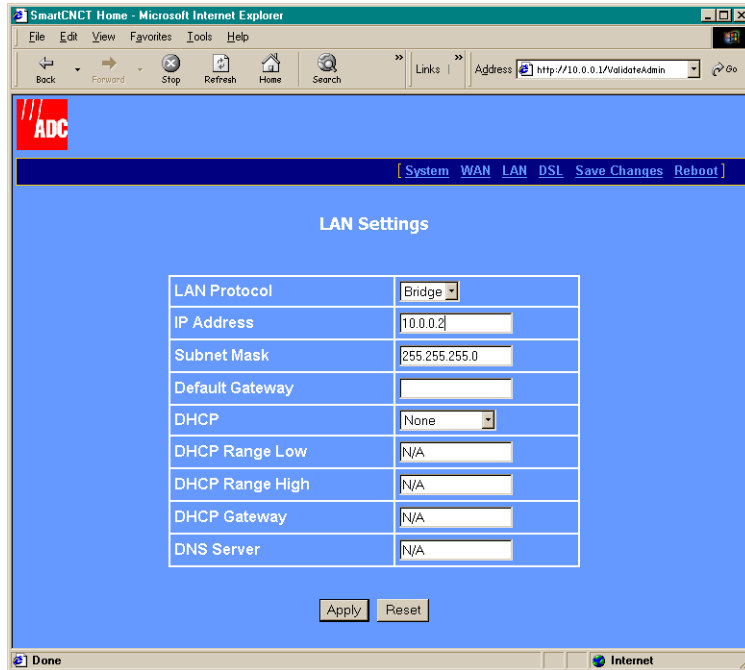 SmartCNCT Home - Microsoft Internet Explorer
File Edit View Favorites Tools Help
Back Forward Stop Refresh Home Search » Links » Address http://10.0.0.1/ValidateAdmin Go
ADC
[ System WAN LAN DSL Save Changes Reboot ]
LAN Settings
LAN Protocol Bridge
IP Address 10.0.0.2
Subnet Mask 255.255.255.0
Default Gateway
DHCP None
DHCP Range Low N/A
DHCP Range High N/A
DHCP Gateway N/A
DNS Server N/A
Apply Reset
Done Internet